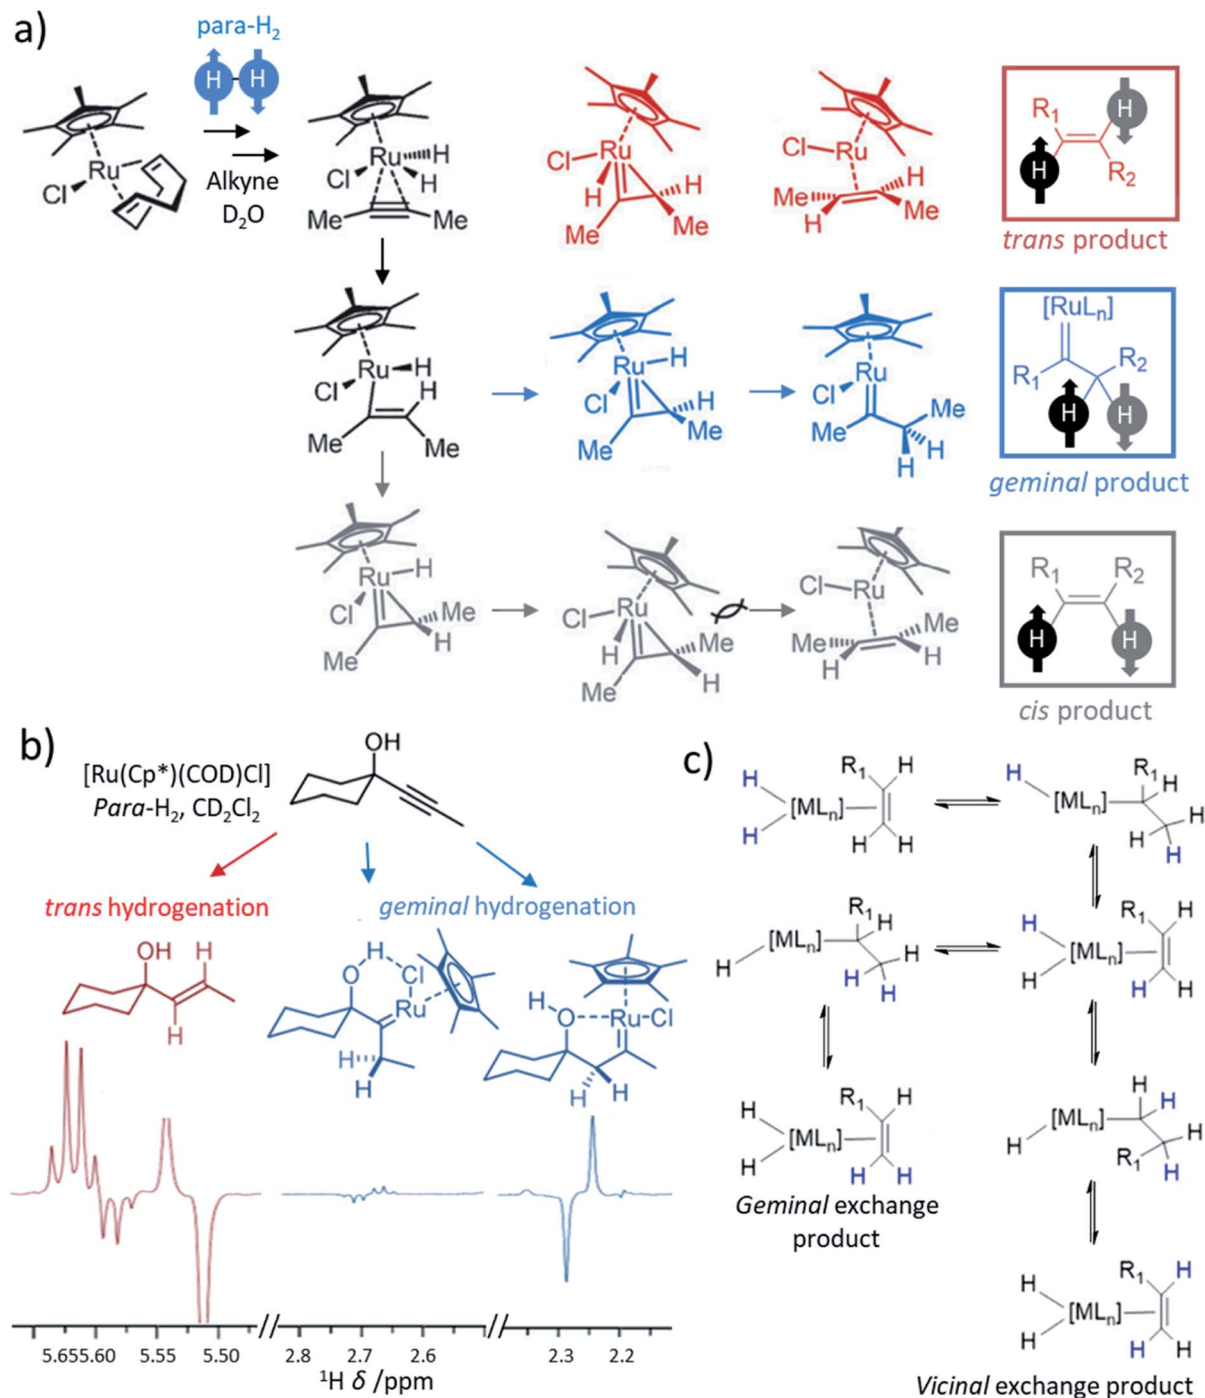 a)
para-H₂
H H
Ru
Cl
Alkyne
D₂O
Ru H
Cl H
Me Me
Ru
Cl
H H
Me Me
Cl Ru
Me H
H Me
R₁ H
H R₂
trans product
Ru H
Cl H
Me Me
Ru H
Cl H
Me Me
Ru
Cl Me
Me H
H
[RuLₙ]
R₁ R₂
H H
geminal product
Ru H
Cl Me
H
Me
Cl Ru
H Me
H
Me
Cl Ru
Me Me
H H
R₁ R₂
H H
cis product
b)
OH
[Ru(Cp*)(COD)Cl]
Para-H₂, CD₂Cl₂
trans hydrogenation
geminal hydrogenation
OH H
H
H
O Cl
Ru
H
H
H
O Ru Cl
H H
5.655.60 5.55 5.50 2.8 2.7 2.6 2.3 2.2
¹H δ /ppm
c)
H R₁ H
[MLₙ]
H H H
H R₁
[MLₙ] H
H H
H
R₁
[MLₙ] H
H H
H H
H R₁ H
[MLₙ]
H H H
H R₁ H
[MLₙ]
H H H
Geminal exchange
product
H H
[MLₙ]
H H
R₁ H
H R₁ H
[MLₙ]
H H H
Vicinal exchange product